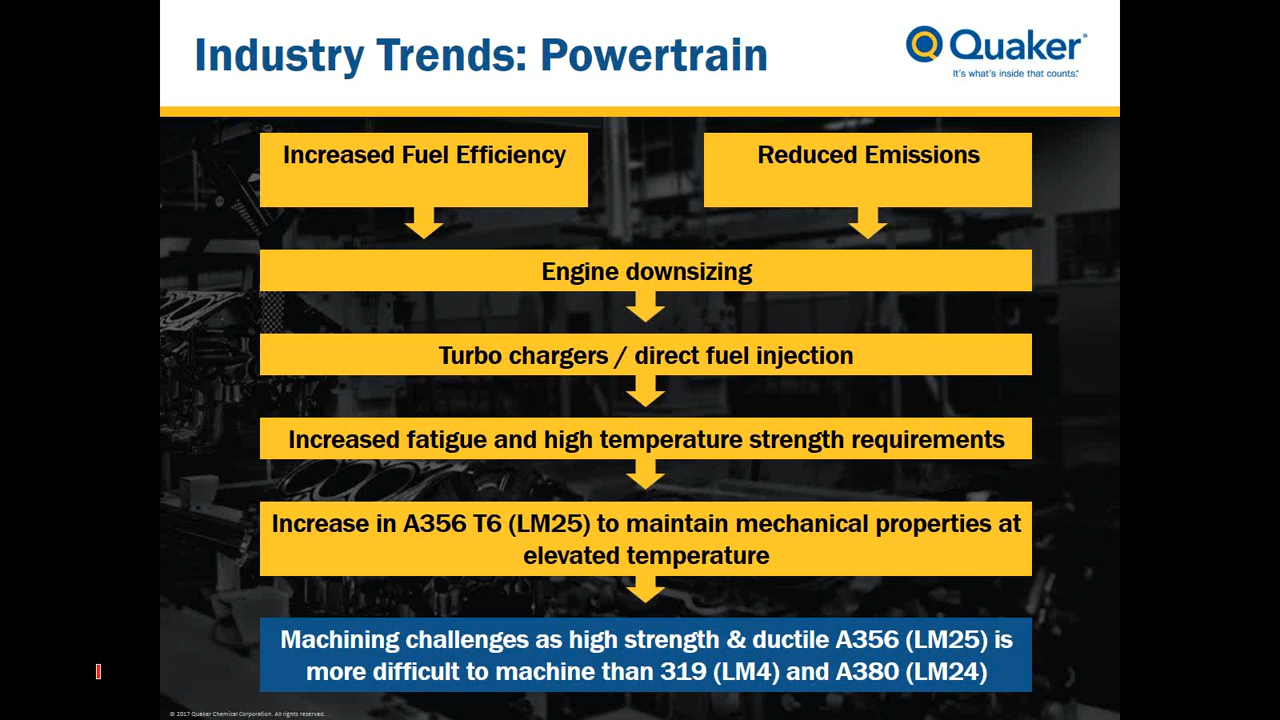 Industry Trends: Powertrain
Quaker®
It's what's inside that counts.®
Increased Fuel Efficiency
Reduced Emissions
Engine downsizing
Turbo chargers / direct fuel injection
Increased fatigue and high temperature strength requirements
Increase in A356 T6 (LM25) to maintain mechanical properties at
elevated temperature
Machining challenges as high strength & ductile A356 (LM25) is
more difficult to machine than 319 (LM4) and A380 (LM24)
© 2017 Quaker Chemical Corporation. All rights reserved.